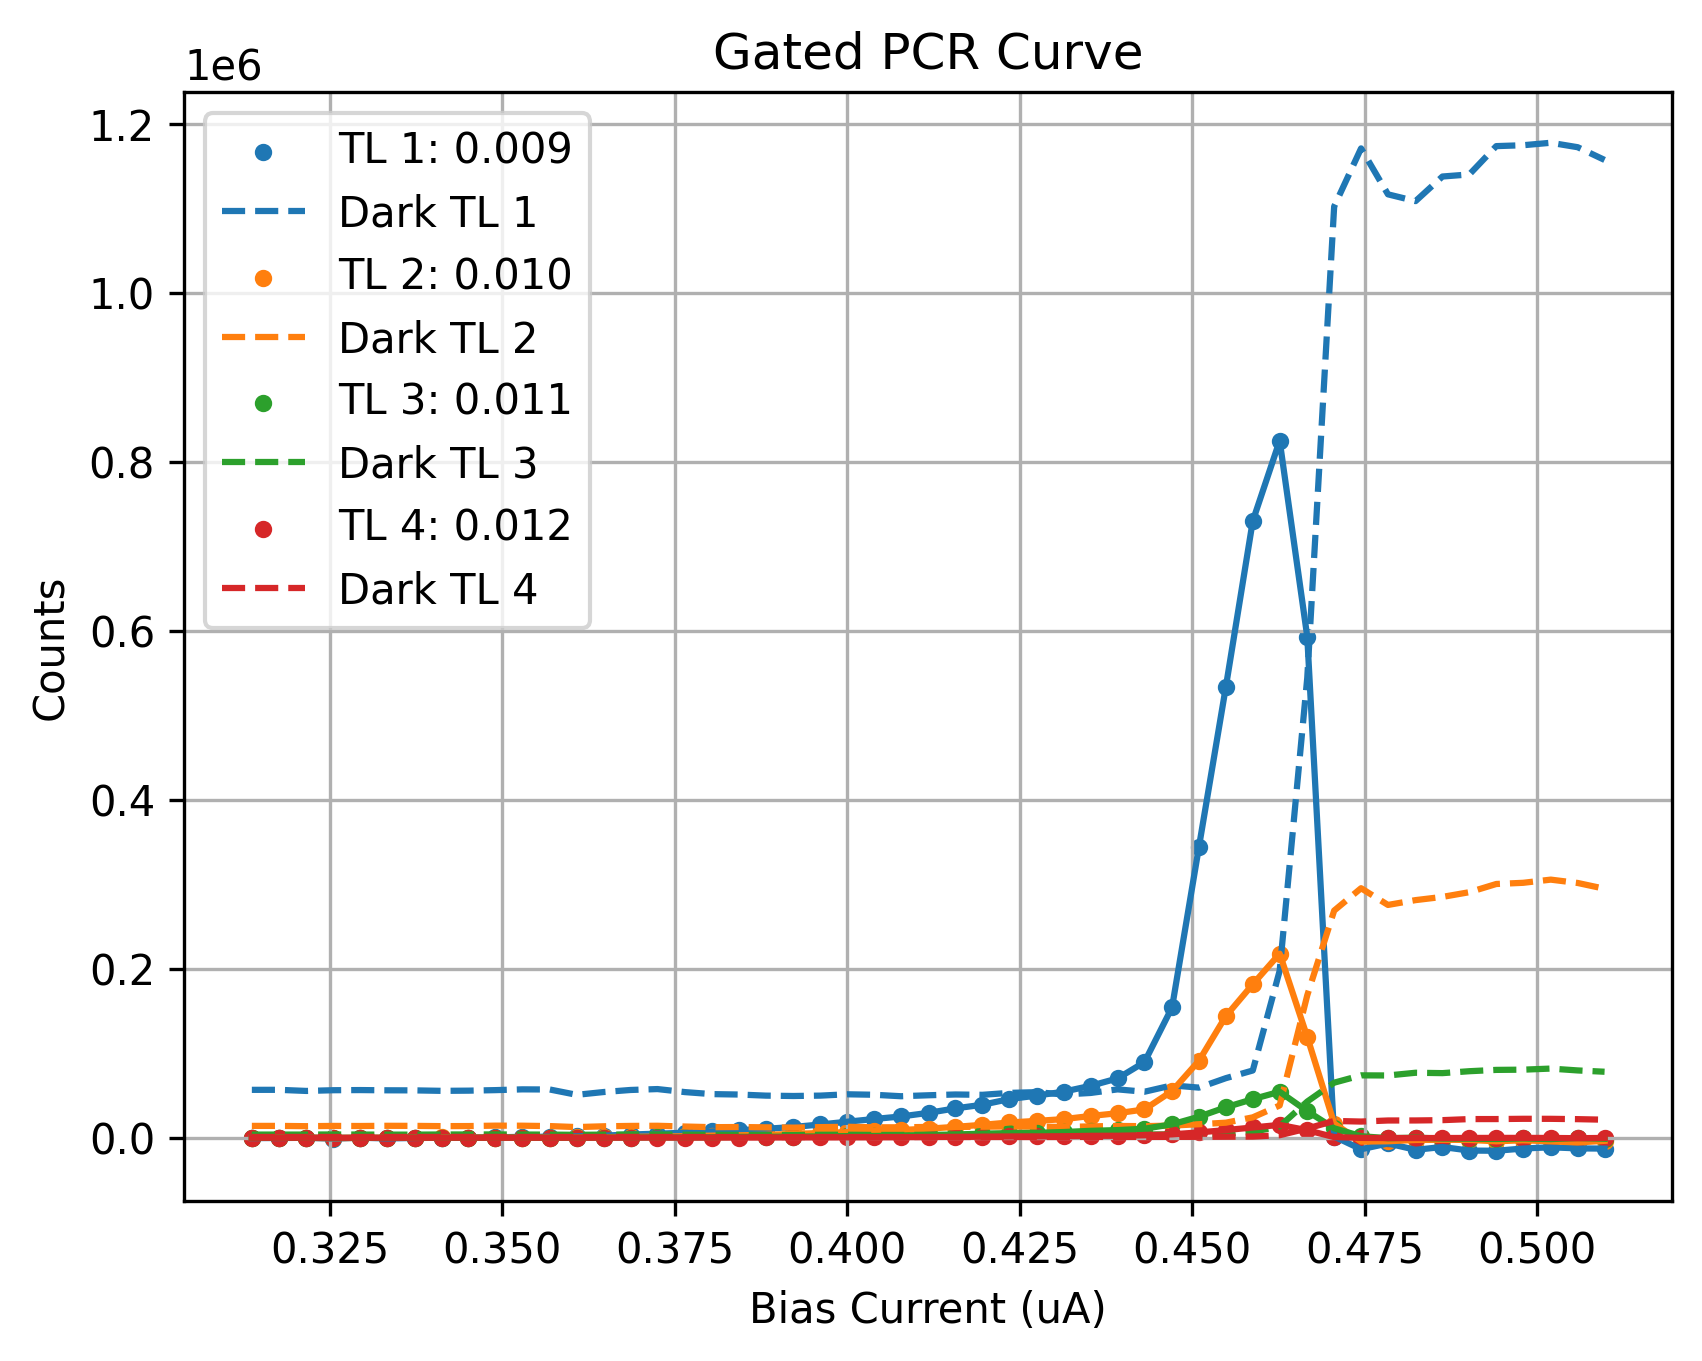 Gated PCR Curve
1e6
1.2
1.0
0.8
0.6
0.4
0.2
0.0
Counts
TL 1: 0.009
Dark TL 1
TL 2: 0.010
Dark TL 2
TL 3: 0.011
Dark TL 3
TL 4: 0.012
Dark TL 4
0.325 0.350 0.375 0.400 0.425 0.450 0.475 0.500
Bias Current (uA)